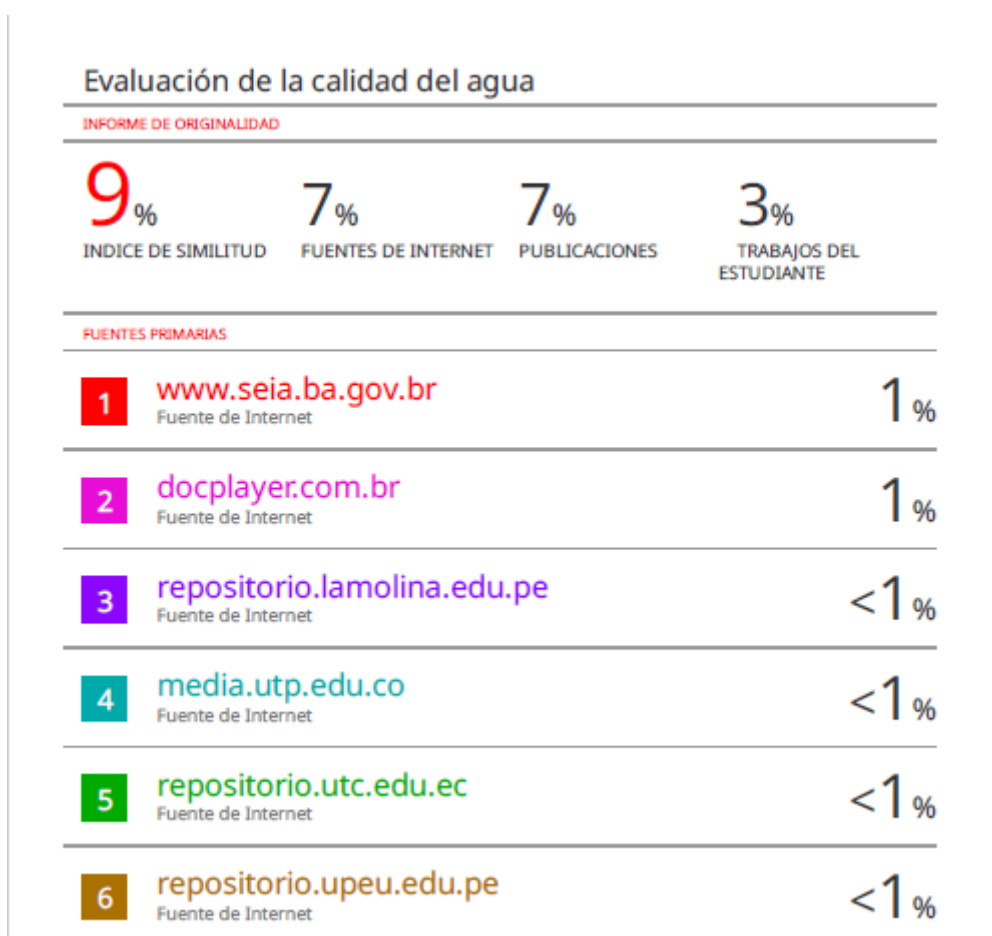 Evaluación de la calidad del agua
INFORME DE ORIGINALIDAD
9% 7% 7% 3%
INDICE DE SIMILITUD FUENTES DE INTERNET PUBLICACIONES TRABAJOS DEL
ESTUDIANTE
FUENTES PRIMARIAS
1 www.seia.ba.gov.br 1%
Fuente de Internet
2 docplayer.com.br 1%
Fuente de Internet
3 repositorio.lamolina.edu.pe <1%
Fuente de Internet
4 media.utp.edu.co <1%
Fuente de Internet
5 repositorio.utc.edu.ec <1%
Fuente de Internet
6 repositorio.upeu.edu.pe <1%
Fuente de Internet